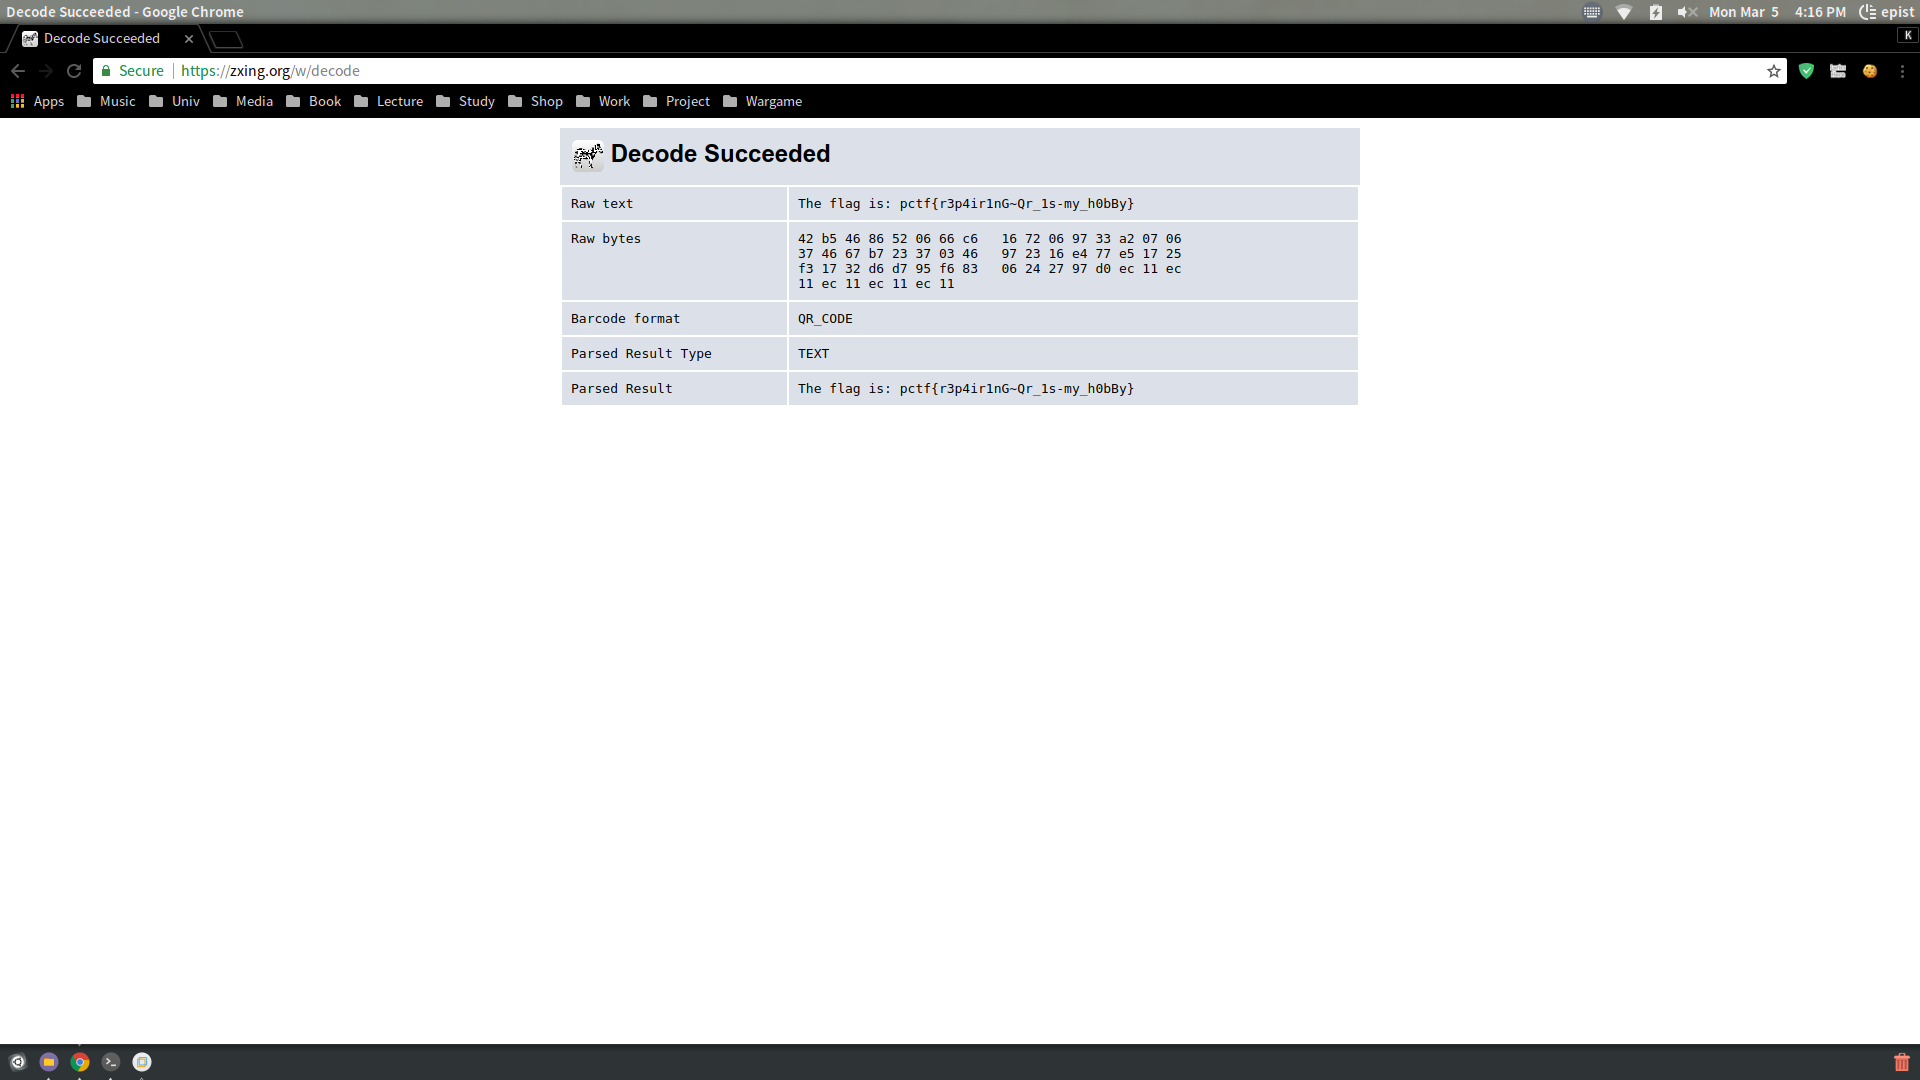 Decode Succeeded - Google Chrome
Mon Mar 5 4:16 PM epist
Decode Succeeded
K
Secure https://zxing.org/w/decode
Apps Music Univ Media Book Lecture Study Shop Work Project Wargame
Decode Succeeded
Raw text The flag is: pctf{r3p4ir1nG~Qr_1s-my_h0bBy}
Raw bytes 42 b5 46 86 52 06 66 c6 16 72 06 97 33 a2 07 06
37 46 67 b7 23 37 03 46 97 23 16 e4 77 e5 17 25
f3 17 32 d6 d7 95 f6 83 06 24 27 97 d0 ec 11 ec
11 ec 11 ec 11 ec 11
Barcode format QR_CODE
Parsed Result Type TEXT
Parsed Result The flag is: pctf{r3p4ir1nG~Qr_1s-my_h0bBy}